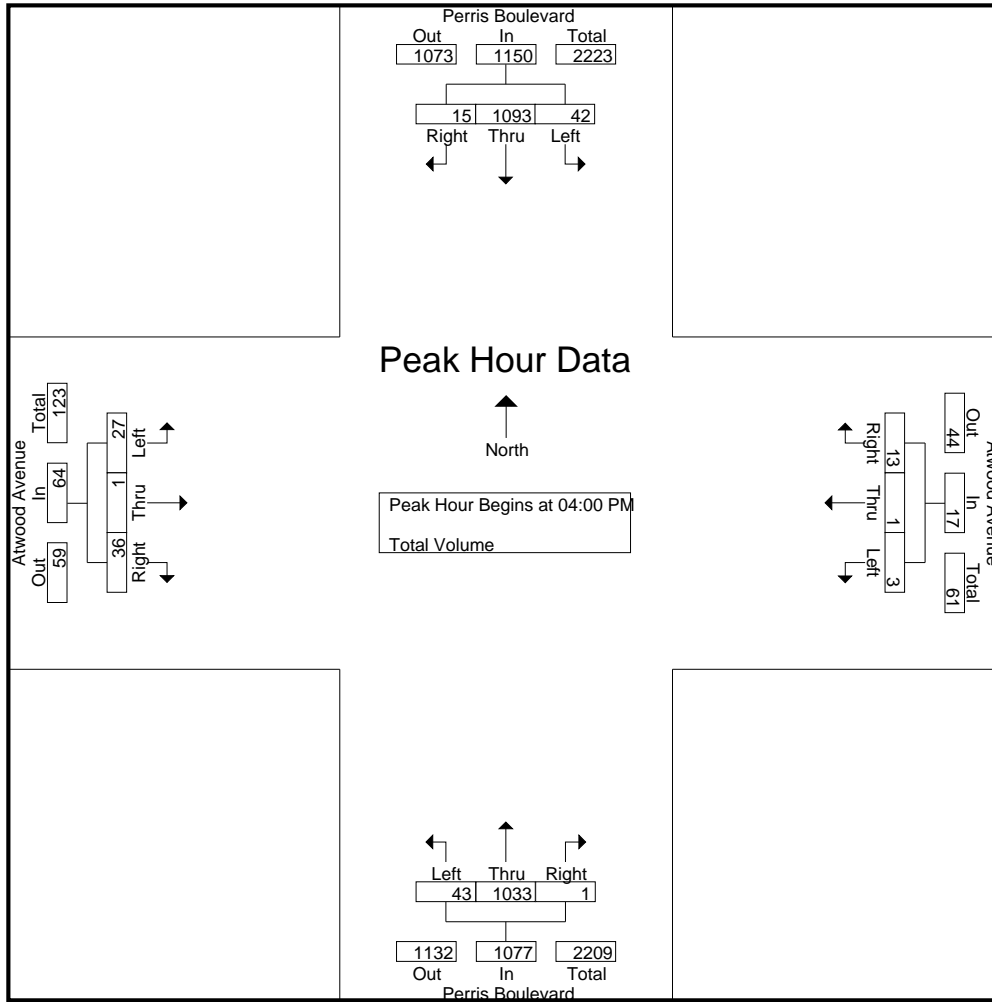 Perris Boulevard
Out In Total
1073 1150 2223
15 1093 42
Right Thru Left
Peak Hour Data
North
Peak Hour Begins at 04:00 PM
Total Volume
Atwood Avenue
Out In Total
59 64 123
27 1 36
Left Thru Right
Atwood Avenue
Out In Total
44 17 61
13 1 3
Right Thru Left
Left Thru Right
43 1033 1
1132 1077 2209
Out In Total
Perris Boulevard